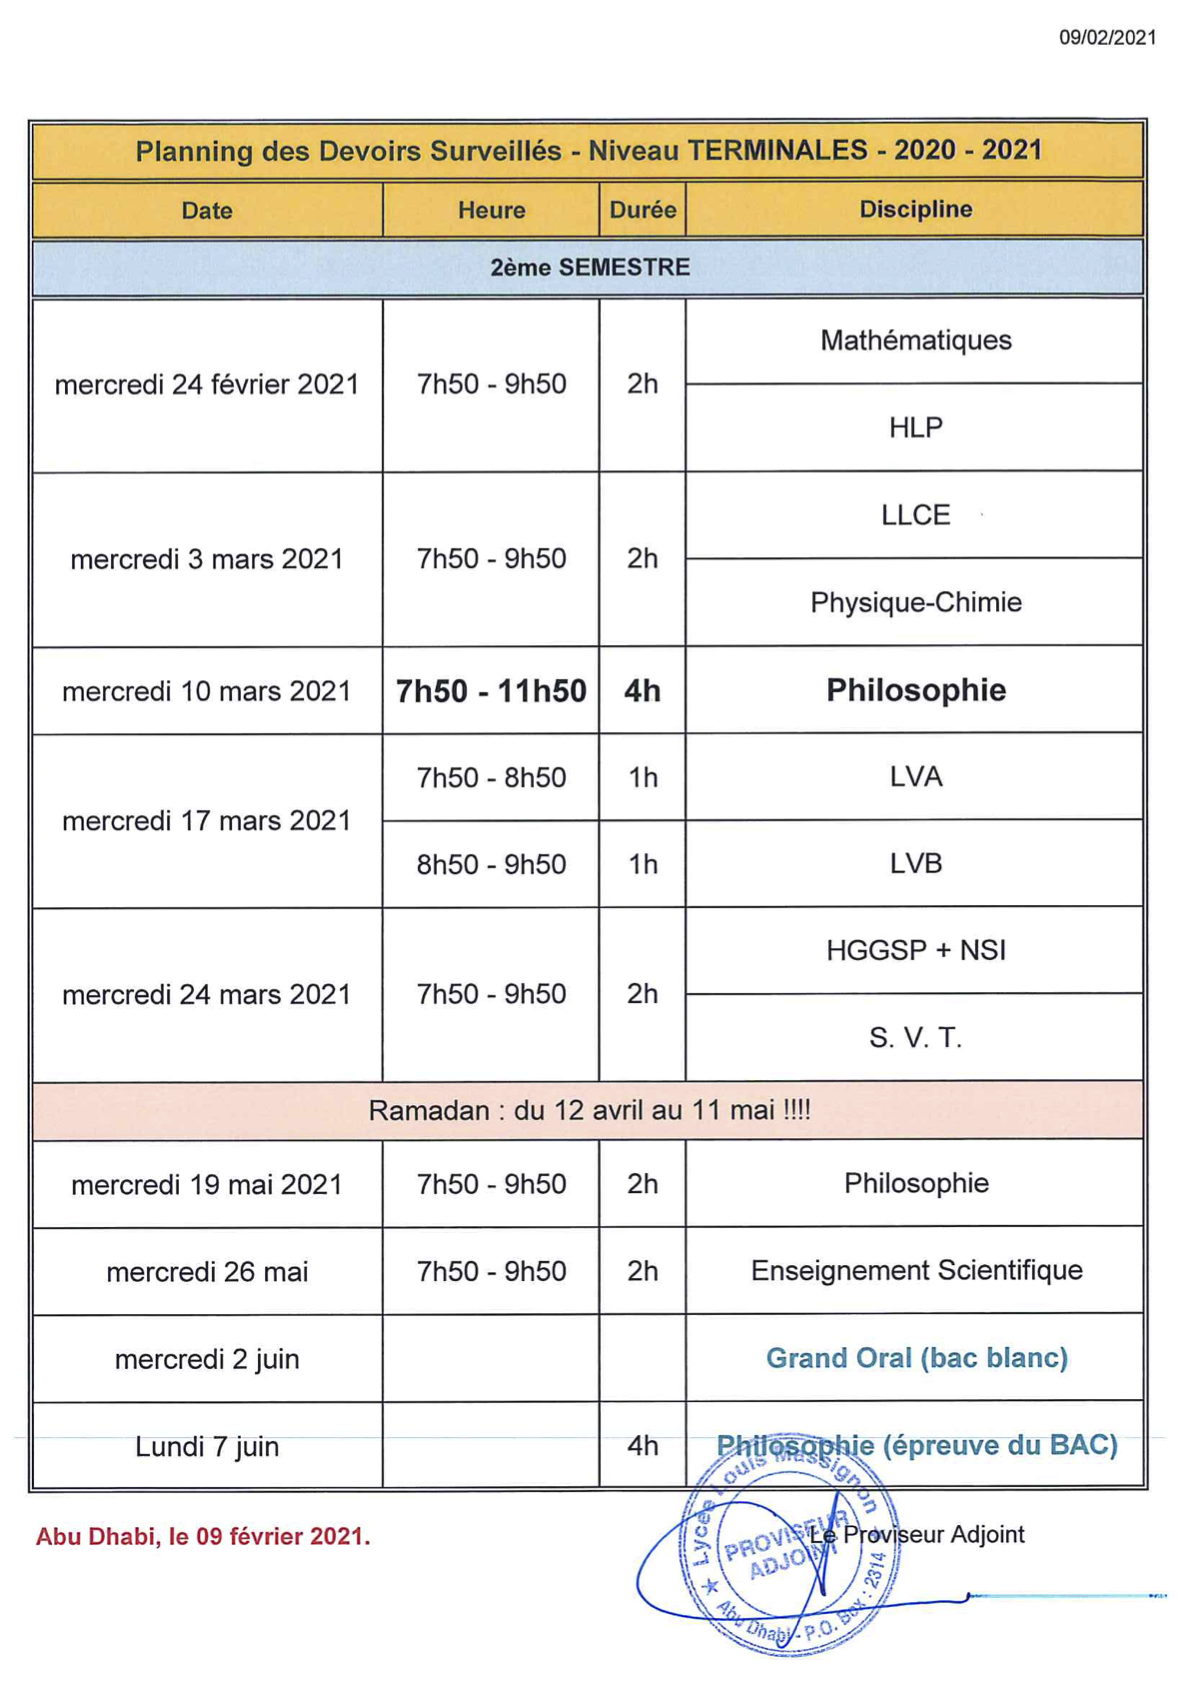 09/02/2021
Planning des Devoirs Surveillés - Niveau TERMINALES - 2020 - 2021
Date Heure Durée Discipline
2ème SEMESTRE
mercredi 24 février 2021 7h50 - 9h50 2h Mathématiques
HLP
mercredi 3 mars 2021 7h50 - 9h50 2h LLCE
Physique-Chimie
mercredi 10 mars 2021 7h50 - 11h50 4h Philosophie
mercredi 17 mars 2021 7h50 - 8h50 1h LVA
8h50 - 9h50 1h LVB
mercredi 24 mars 2021 7h50 - 9h50 2h HGGSP + NSI
S. V. T.
Ramadan : du 12 avril au 11 mai !!!!
mercredi 19 mai 2021 7h50 - 9h50 2h Philosophie
mercredi 26 mai 7h50 - 9h50 2h Enseignement Scientifique
mercredi 2 juin Grand Oral (bac blanc)
Lundi 7 juin 4h Philosophie (épreuve du BAC)
Abu Dhabi, le 09 février 2021.
Le Proviseur Adjoint
Lycée Louis Massignon
PROVISEUR
ADJOINT
Abu Dhabi - P.O. Box : 2314